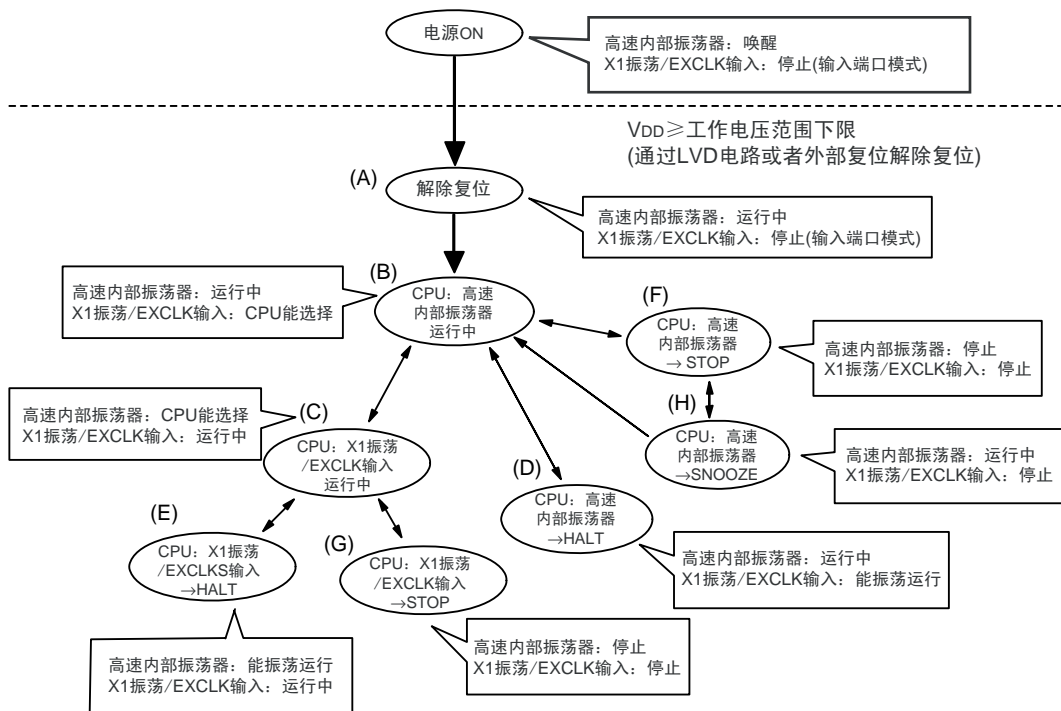 电源ON
高速内部振荡器：唤醒
X1振荡/EXCLK输入：停止(输入端口模式)
VDD≥工作电压范围下限
(通过LVD电路或者外部复位解除复位)
(A)
解除复位
高速内部振荡器：运行中
X1振荡/EXCLK输入：停止(输入端口模式)
(B)
高速内部振荡器：运行中
X1振荡/EXCLK输入：CPU能选择
CPU：高速
内部振荡器
运行中
(F)
CPU：高速
内部振荡器
→STOP
高速内部振荡器：停止
X1振荡/EXCLK输入：停止
高速内部振荡器：CPU能选择
X1振荡/EXCLK输入：运行中
(C)
CPU：X1振荡
/EXCLK输入
运行中
(H)
CPU：高速
内部振荡器
→SNOOZE
高速内部振荡器：运行中
X1振荡/EXCLK输入：停止
(D)
CPU：高速
内部振荡器
→HALT
高速内部振荡器：运行中
X1振荡/EXCLK输入：能振荡运行
(E)
CPU：X1振荡
/EXCLKS输入
→HALT
(G)
CPU：X1振荡
/EXCLK输入
→STOP
高速内部振荡器：停止
X1振荡/EXCLK输入：停止
高速内部振荡器：能振荡运行
X1振荡/EXCLK输入：运行中